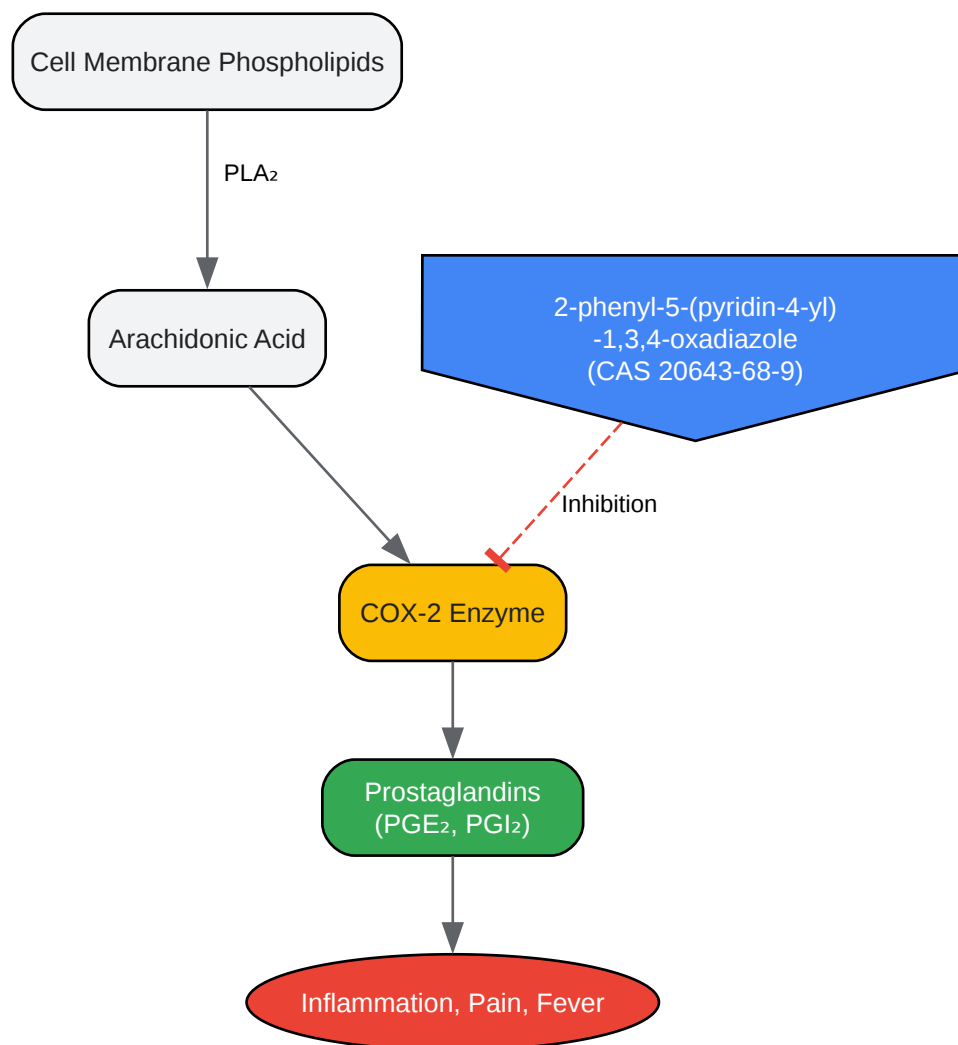 Cell Membrane Phospholipids
PLA₂
Arachidonic Acid
2-phenyl-5-(pyridin-4-yl)
-1,3,4-oxadiazole
(CAS 20643-68-9)
Inhibition
COX-2 Enzyme
Prostaglandins
(PGE₂, PGI₂)
Inflammation, Pain, Fever